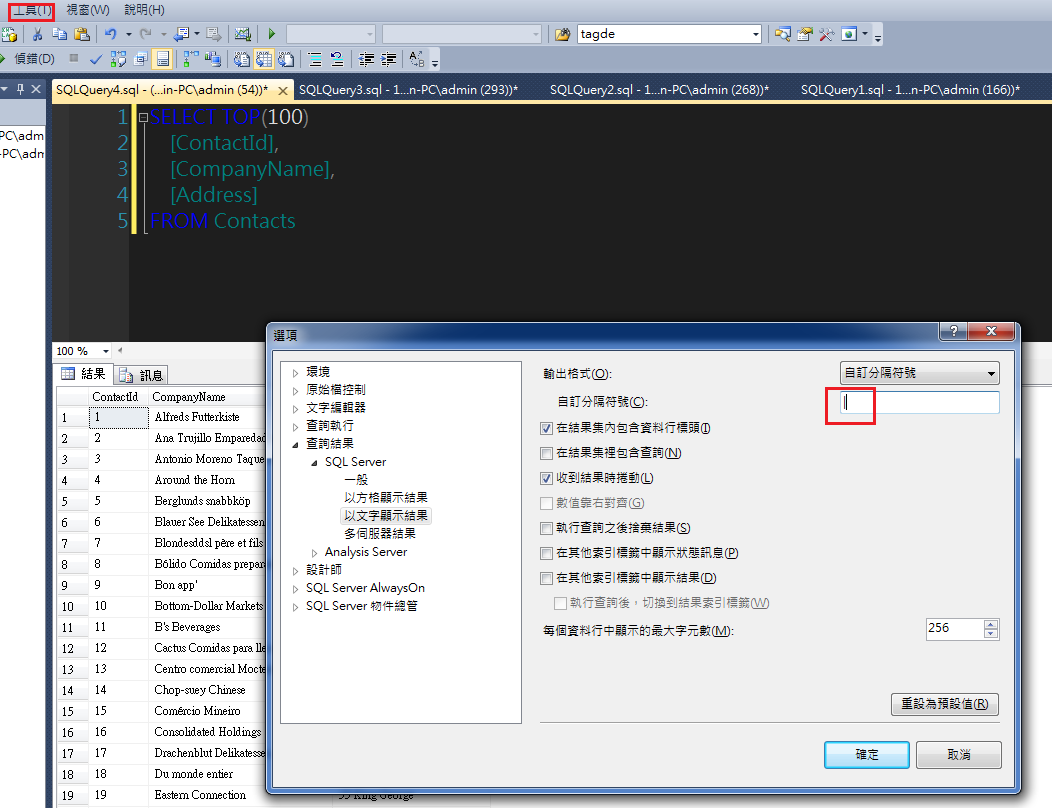 工具(T) 視窗(W) 說明(H)
tagde
偵錯(D)
SQLQuery4.sql - (...in-PC\admin (54))* SQLQuery3.sql - 1...n-PC\admin (293))* SQLQuery2.sql - 1...n-PC\admin (268))* SQLQuery1.sql - 1...n-PC\admin (166))*
PC\adm
-PC\adm
1 SELECT TOP(100)
2 [ContactId],
3 [CompanyName],
4 [Address]
5 FROM Contacts
100 %
結果 訊息
ContactId CompanyName
1 1 Alfreds Futterkiste
2 2 Ana Trujillo Emparedad
3 3 Antonio Moreno Taque
4 4 Around the Horn
5 5 Berglunds snabbköp
6 6 Blauer See Delikatessen
7 7 Blondesddsl père et fils
8 8 Bólido Comidas prepar
9 9 Bon app'
10 10 Bottom-Dollar Markets
11 11 B's Beverages
12 12 Cactus Comidas para lle
13 13 Centro comercial Mocte
14 14 Chop-suey Chinese
15 15 Comércio Mineiro
16 16 Consolidated Holdings
17 17 Drachenblut Delikatesse
18 18 Du monde entier
19 19 Eastern Connection 35 King George
選項
環境
原始檔控制
文字編輯器
查詢執行
查詢結果
SQL Server
一般
以方格顯示結果
以文字顯示結果
多伺服器結果
Analysis Server
設計師
SQL Server AlwaysOn
SQL Server 物件總管
輸出格式(O): 自訂分隔符號
自訂分隔符號(C): |
在結果集內包含資料行標頭(I)
在結果集裡包含查詢(N)
收到結果時捲動(L)
數值靠右對齊(G)
執行查詢之後捨棄結果(S)
在其他索引標籤中顯示狀態訊息(P)
在其他索引標籤中顯示結果(D)
執行查詢後，切換到結果索引標籤(W)
每個資料行中顯示的最大字元數(M): 256
重設為預設值(R)
確定 取消